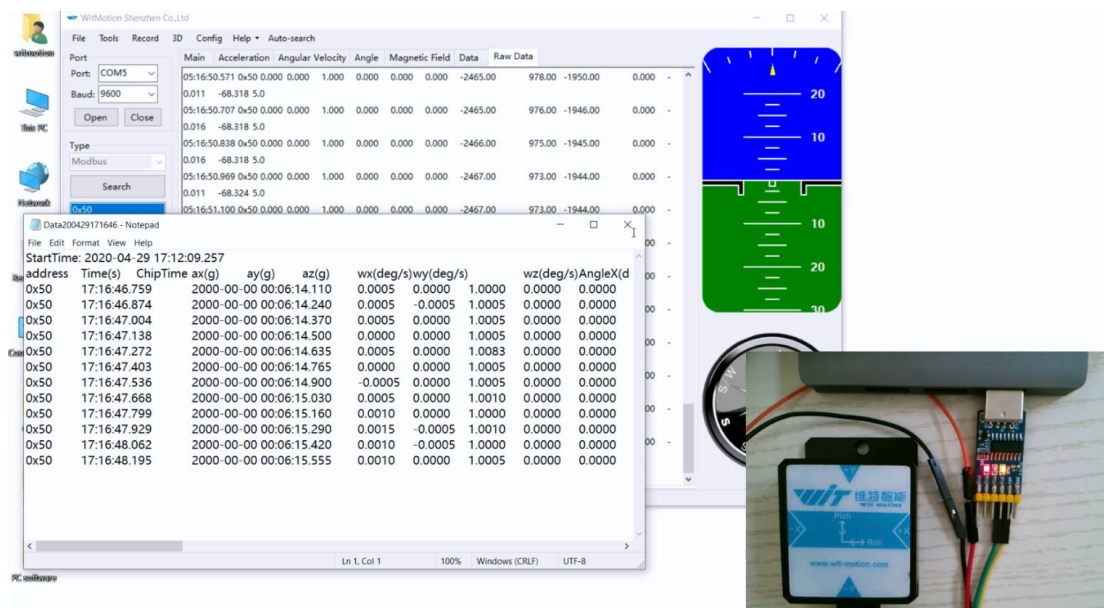 WitMotion Shenzhen Co.,Ltd
File Tools Record 3D Config Help Auto-search
Port
Port: COM5
Baud: 9600
Open Close
Type
Modbus
Search
0x50
Main Acceleration Angular Velocity Angle Magnetic Field Data Raw Data
05:16:50.571 0x50 0.000 0.000 1.000 0.000 0.000 0.000 -2465.00 978.00 -1950.00 0.000 -
0.011 -68.318 5.0
05:16:50.707 0x50 0.000 0.000 1.000 0.000 0.000 0.000 -2465.00 976.00 -1946.00 0.000 -
0.016 -68.318 5.0
05:16:50.838 0x50 0.000 0.000 1.000 0.000 0.000 0.000 -2466.00 975.00 -1945.00 0.000 -
0.016 -68.318 5.0
05:16:50.969 0x50 0.000 0.000 1.000 0.000 0.000 0.000 -2467.00 973.00 -1944.00 0.000 -
0.011 -68.324 5.0
05:16:51.100 0x50 0.000 0.000 1.000 0.000 0.000 0.000 -2467.00 973.00 -1944.00 0.000 -
20
10
10
20
30
witmotion
This PC
Network
PC software
Data200429171646 - Notepad
File Edit Format View Help
StartTime: 2020-04-29 17:12:09.257
address Time(s) ChipTime ax(g) ay(g) az(g) wx(deg/s)wy(deg/s) wz(deg/s)AngleX(d
0x50 17:16:46.759 2000-00-00 00:06:14.110 0.0005 0.0000 1.0000 0.0000 0.0000
0x50 17:16:46.874 2000-00-00 00:06:14.240 0.0005 -0.0005 1.0005 0.0000 0.0000
0x50 17:16:47.004 2000-00-00 00:06:14.370 0.0005 0.0000 1.0005 0.0000 0.0000
0x50 17:16:47.138 2000-00-00 00:06:14.500 0.0000 0.0000 1.0005 0.0000 0.0000
0x50 17:16:47.272 2000-00-00 00:06:14.635 0.0005 0.0000 1.0083 0.0000 0.0000
0x50 17:16:47.403 2000-00-00 00:06:14.765 0.0000 0.0000 1.0005 0.0000 0.0000
0x50 17:16:47.536 2000-00-00 00:06:14.900 -0.0005 0.0000 1.0005 0.0000 0.0000
0x50 17:16:47.668 2000-00-00 00:06:15.030 0.0005 0.0000 1.0010 0.0000 0.0000
0x50 17:16:47.799 2000-00-00 00:06:15.160 0.0010 0.0000 1.0000 0.0000 0.0000
0x50 17:16:47.929 2000-00-00 00:06:15.290 0.0015 -0.0005 1.0010 0.0000 0.0000
0x50 17:16:48.062 2000-00-00 00:06:15.420 0.0010 -0.0005 1.0000 0.0000 0.0000
0x50 17:16:48.195 2000-00-00 00:06:15.555 0.0010 0.0000 1.0005 0.0000 0.0000
Ln 1, Col 1 100% Windows (CRLF) UTF-8
S/W
S
+Y
WiT 维特智能
wit motion
Pich
-X +X
Roll
www.wit-motion.com
-Y